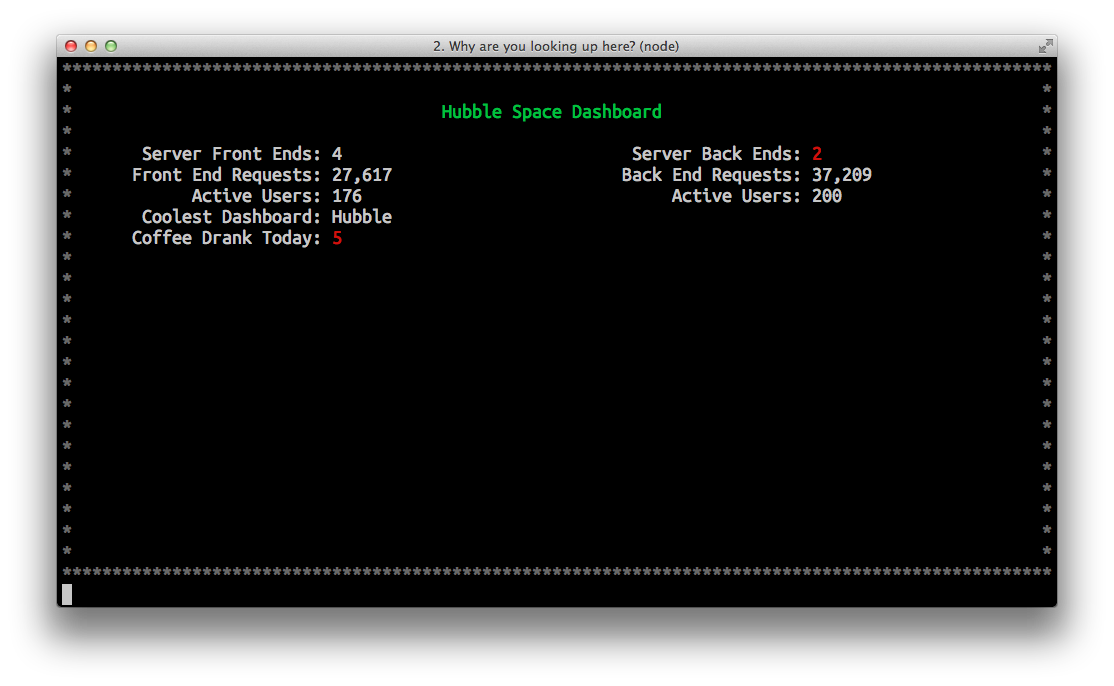 2. Why are you looking up here? (node)
***************************************************************************************************
Hubble Space Dashboard
Server Front Ends: 4 Server Back Ends: 2
Front End Requests: 27,617 Back End Requests: 37,209
Active Users: 176 Active Users: 200
Coolest Dashboard: Hubble
Coffee Drank Today: 5
***************************************************************************************************